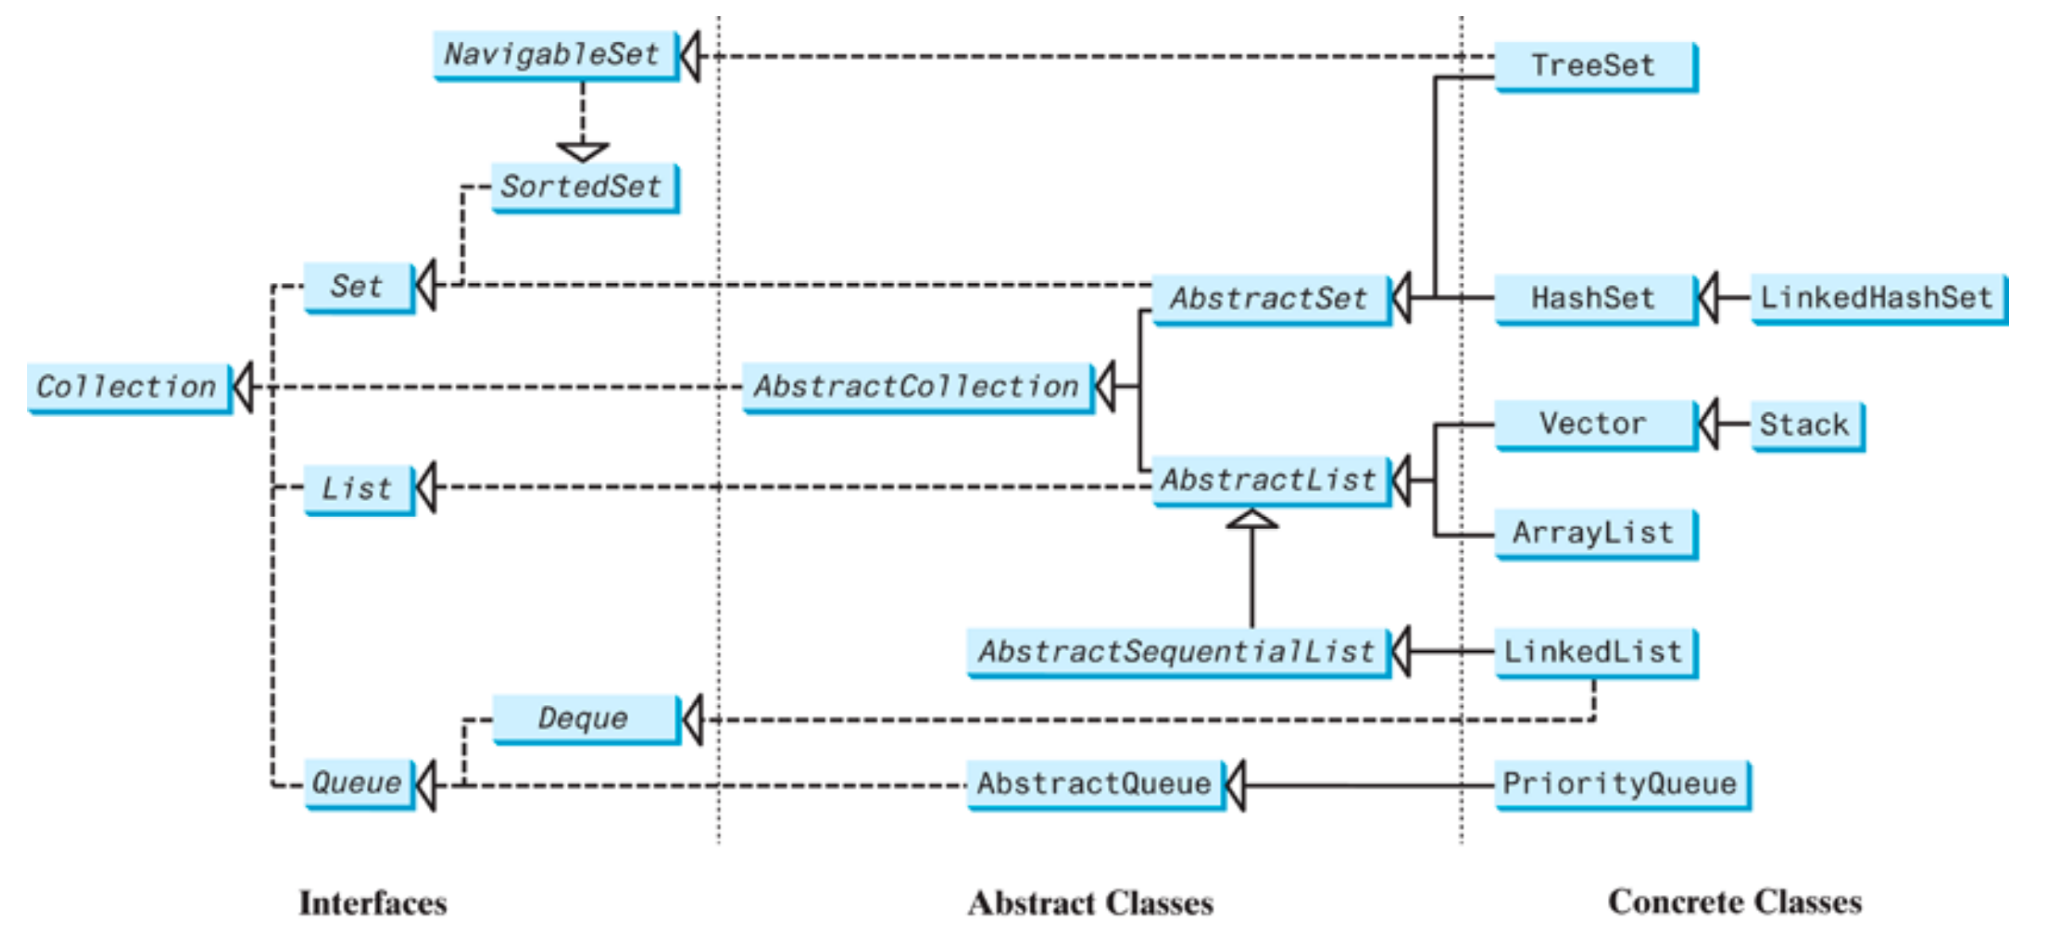 NavigableSet
TreeSet
SortedSet
Set
AbstractSet
HashSet
LinkedHashSet
Collection
AbstractCollection
Vector
Stack
List
AbstractList
ArrayList
AbstractSequentialList
LinkedList
Deque
Queue
AbstractQueue
PriorityQueue
Interfaces
Abstract Classes
Concrete Classes